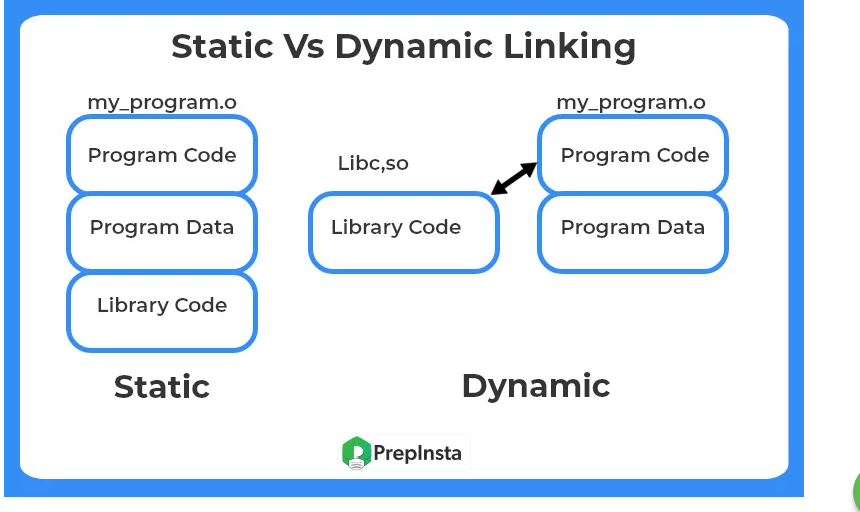 Static Vs Dynamic Linking
my_program.o
Program Code
Program Data
Library Code
Static
Libc,so
Library Code
my_program.o
Program Code
Program Data
Dynamic
PrepInsta